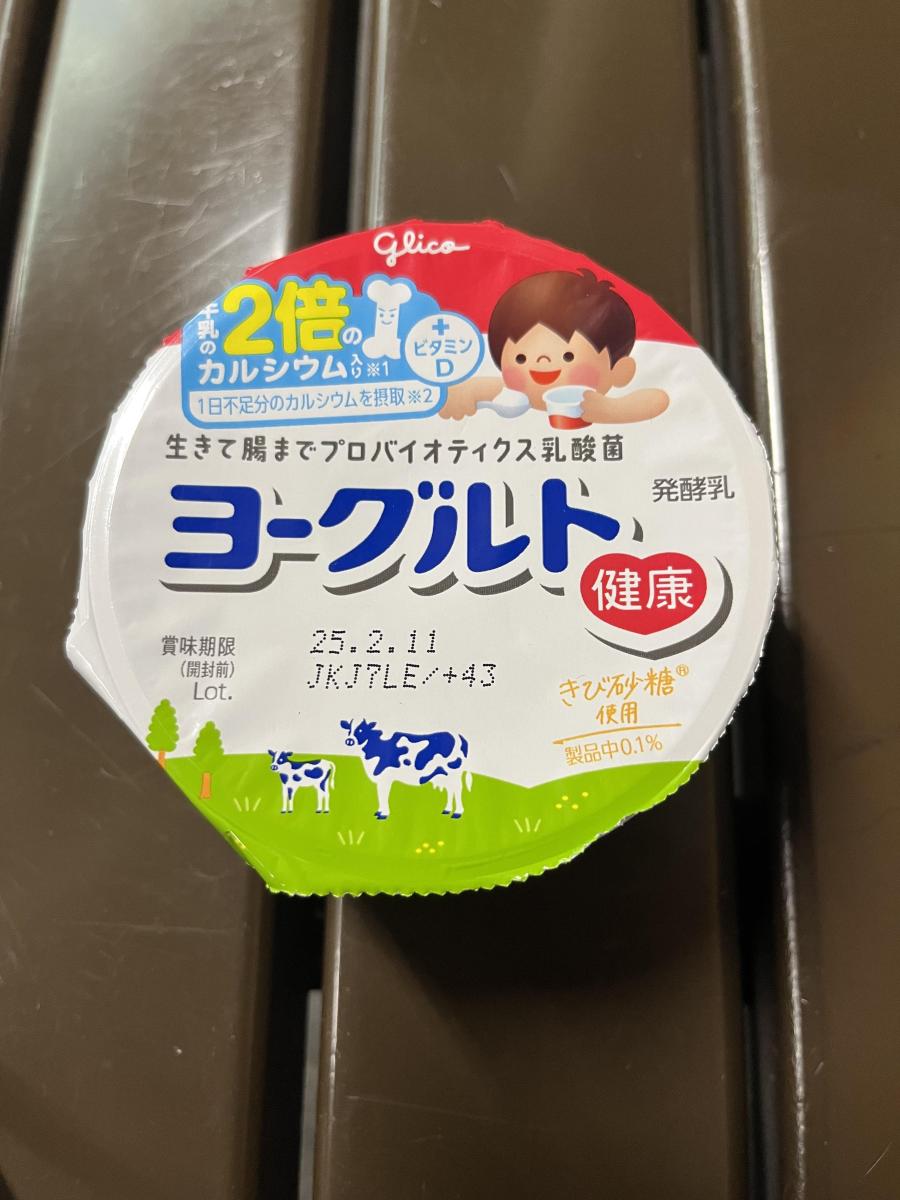 Glico
牛乳の2倍の
カルシウム入り※1
+
ビタミン
D
1日不足分のカルシウムを摂取※2
生きて腸までプロバイオティクス乳酸菌
発酵乳
ヨーグルト
健康
賞味期限
(開封前)
Lot.
25.2.11
JKJ7LE/+43
きび砂糖®
使用
製品中0.1%